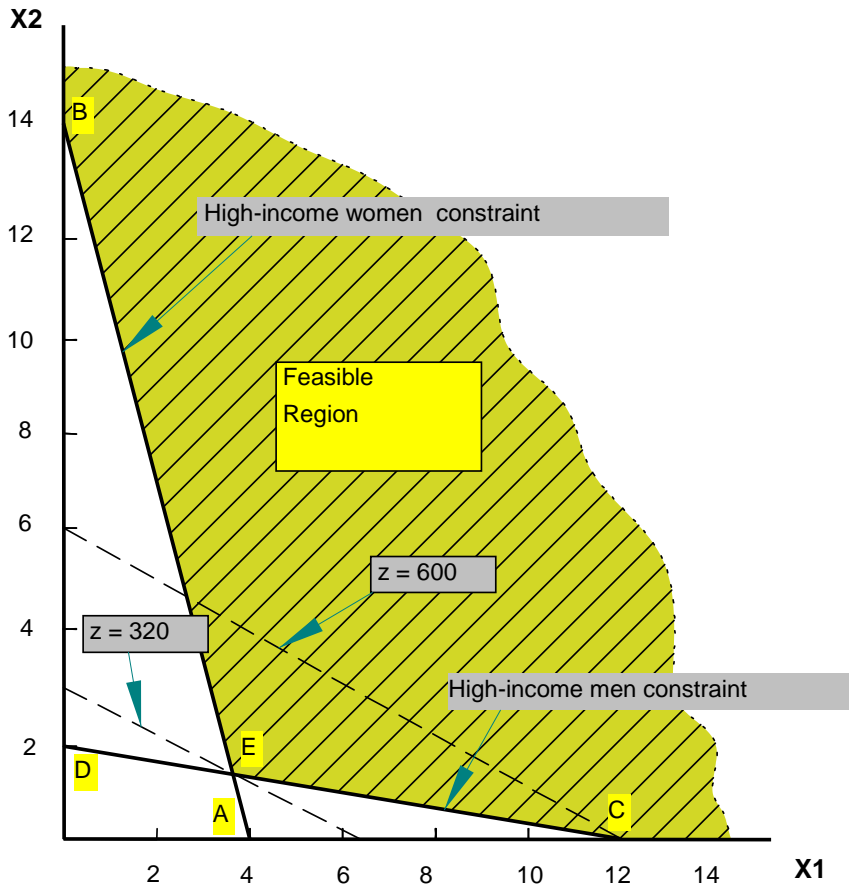 X2
B
14
High-income women constraint
12
10
Feasible
Region
8
6
z = 600
4
z = 320
High-income men constraint
E
2
D
A
C
2 4 6 8 10 12 14 X1